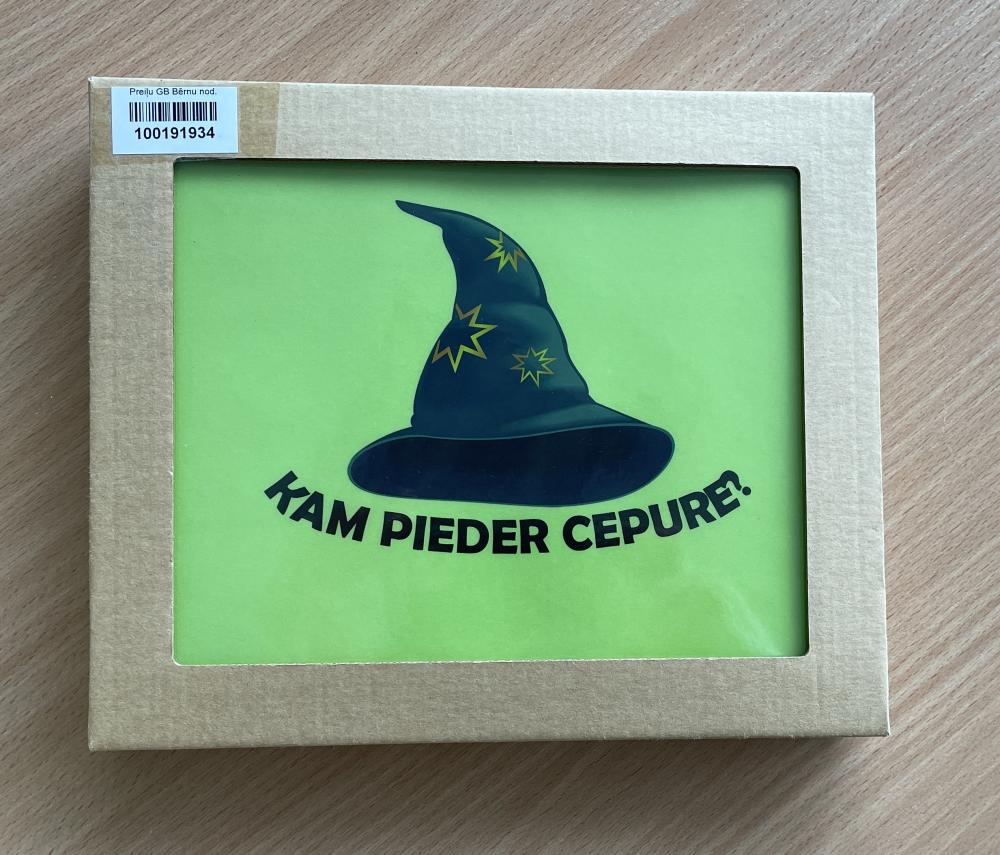 Preiļu GB Bērnu nod.
100191934
KAM PIEDER CEPURE?